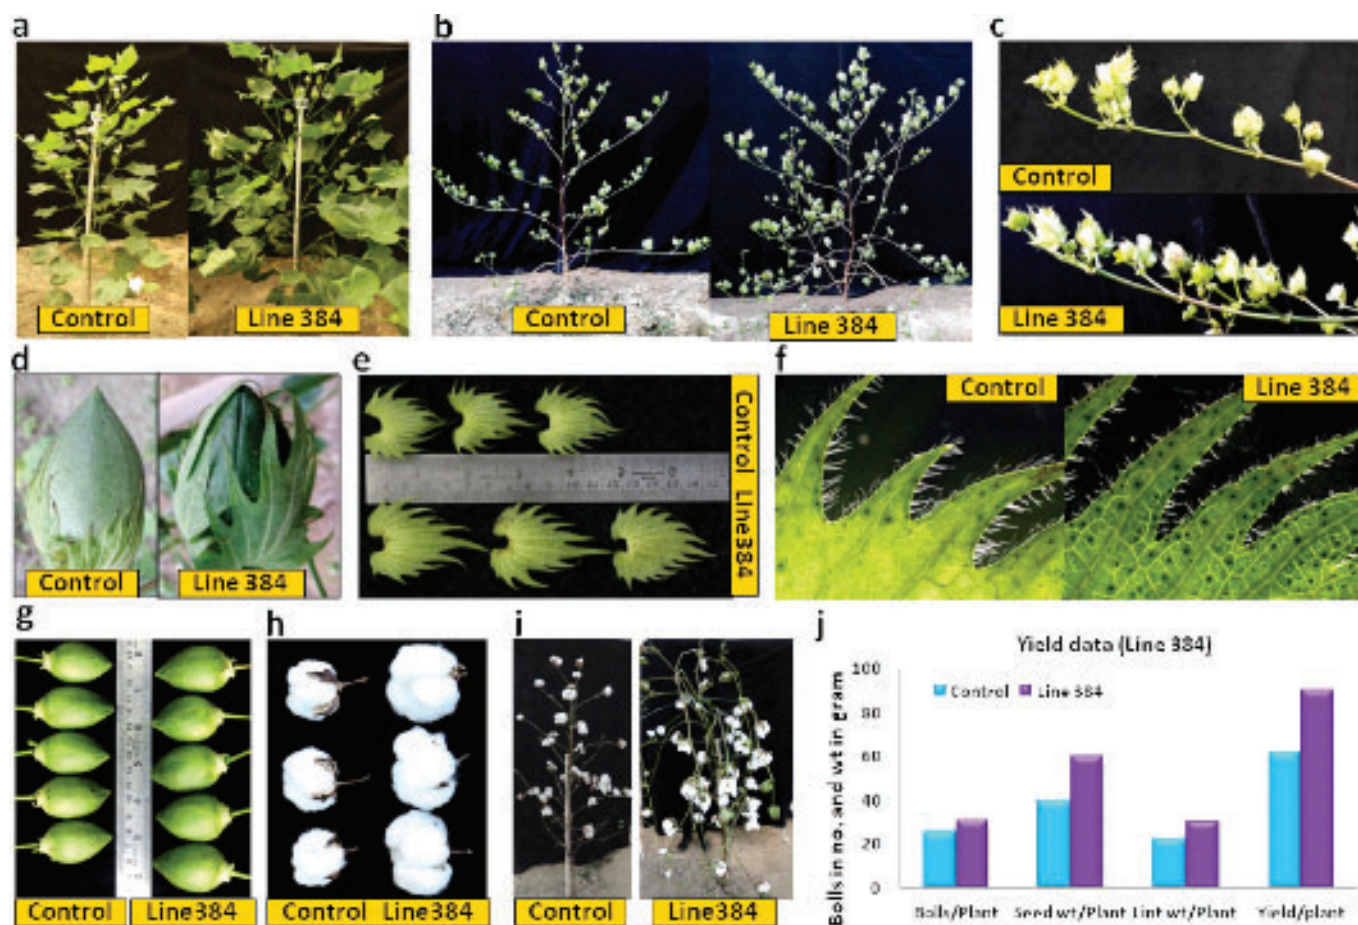 a
b
c
Control
Line 384
Control
Line 384
Control
Line 384
d
e
f
Control
Line 384
Control
Line384
Control
Line 384
g
h
i
j
Control
Line384
Control
Line384
Control
Line384
Yield data (Line 384)
Bolls in no. and wt in gram
100
80
60
40
20
0
Control
Line 384
Bolls/Plant
Seed wt/Plant
Lint wt/Plant
Yield/plant